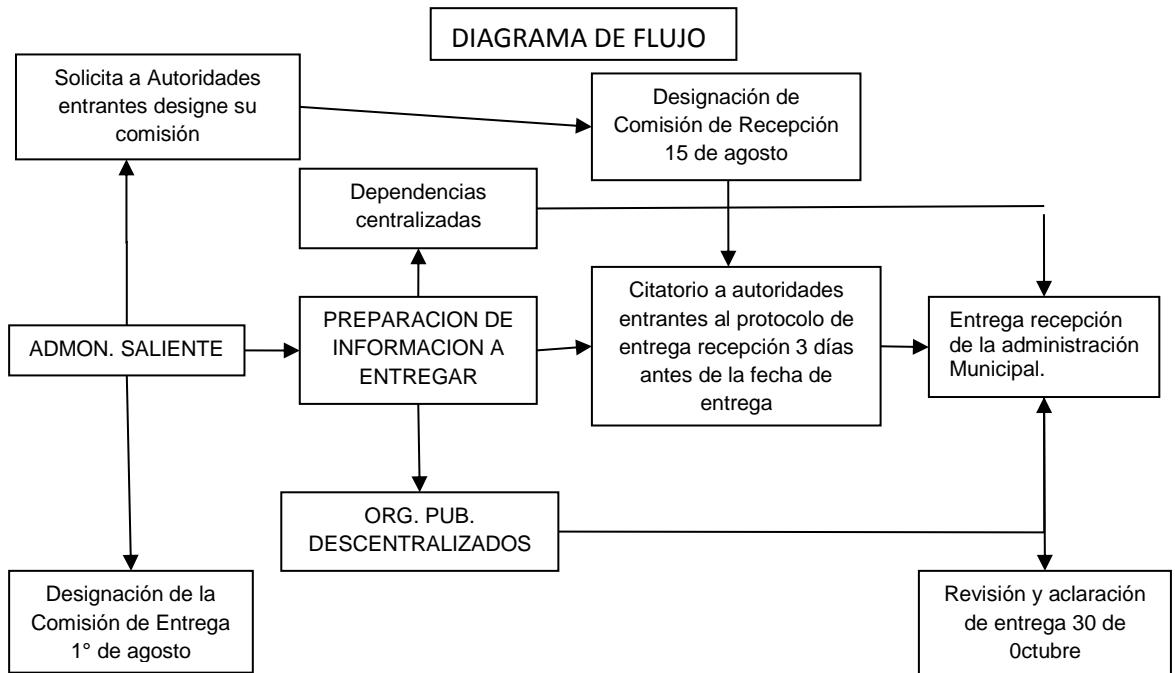 DIAGRAMA DE FLUJO
Solicita a Autoridades
entrantes designe su
comisión
Designación de
Comisión de Recepción
15 de agosto
Dependencias
centralizadas
ADMON. SALIENTE
PREPARACION DE
INFORMACION A
ENTREGAR
Citatorio a autoridades
entrantes al protocolo de
entrega recepción 3 días
antes de la fecha de
entrega
Entrega recepción
de la administración
Municipal.
ORG. PUB.
DESCENTRALIZADOS
Designación de la
Comisión de Entrega
1° de agosto
Revisión y aclaración
de entrega 30 de
0ctubre